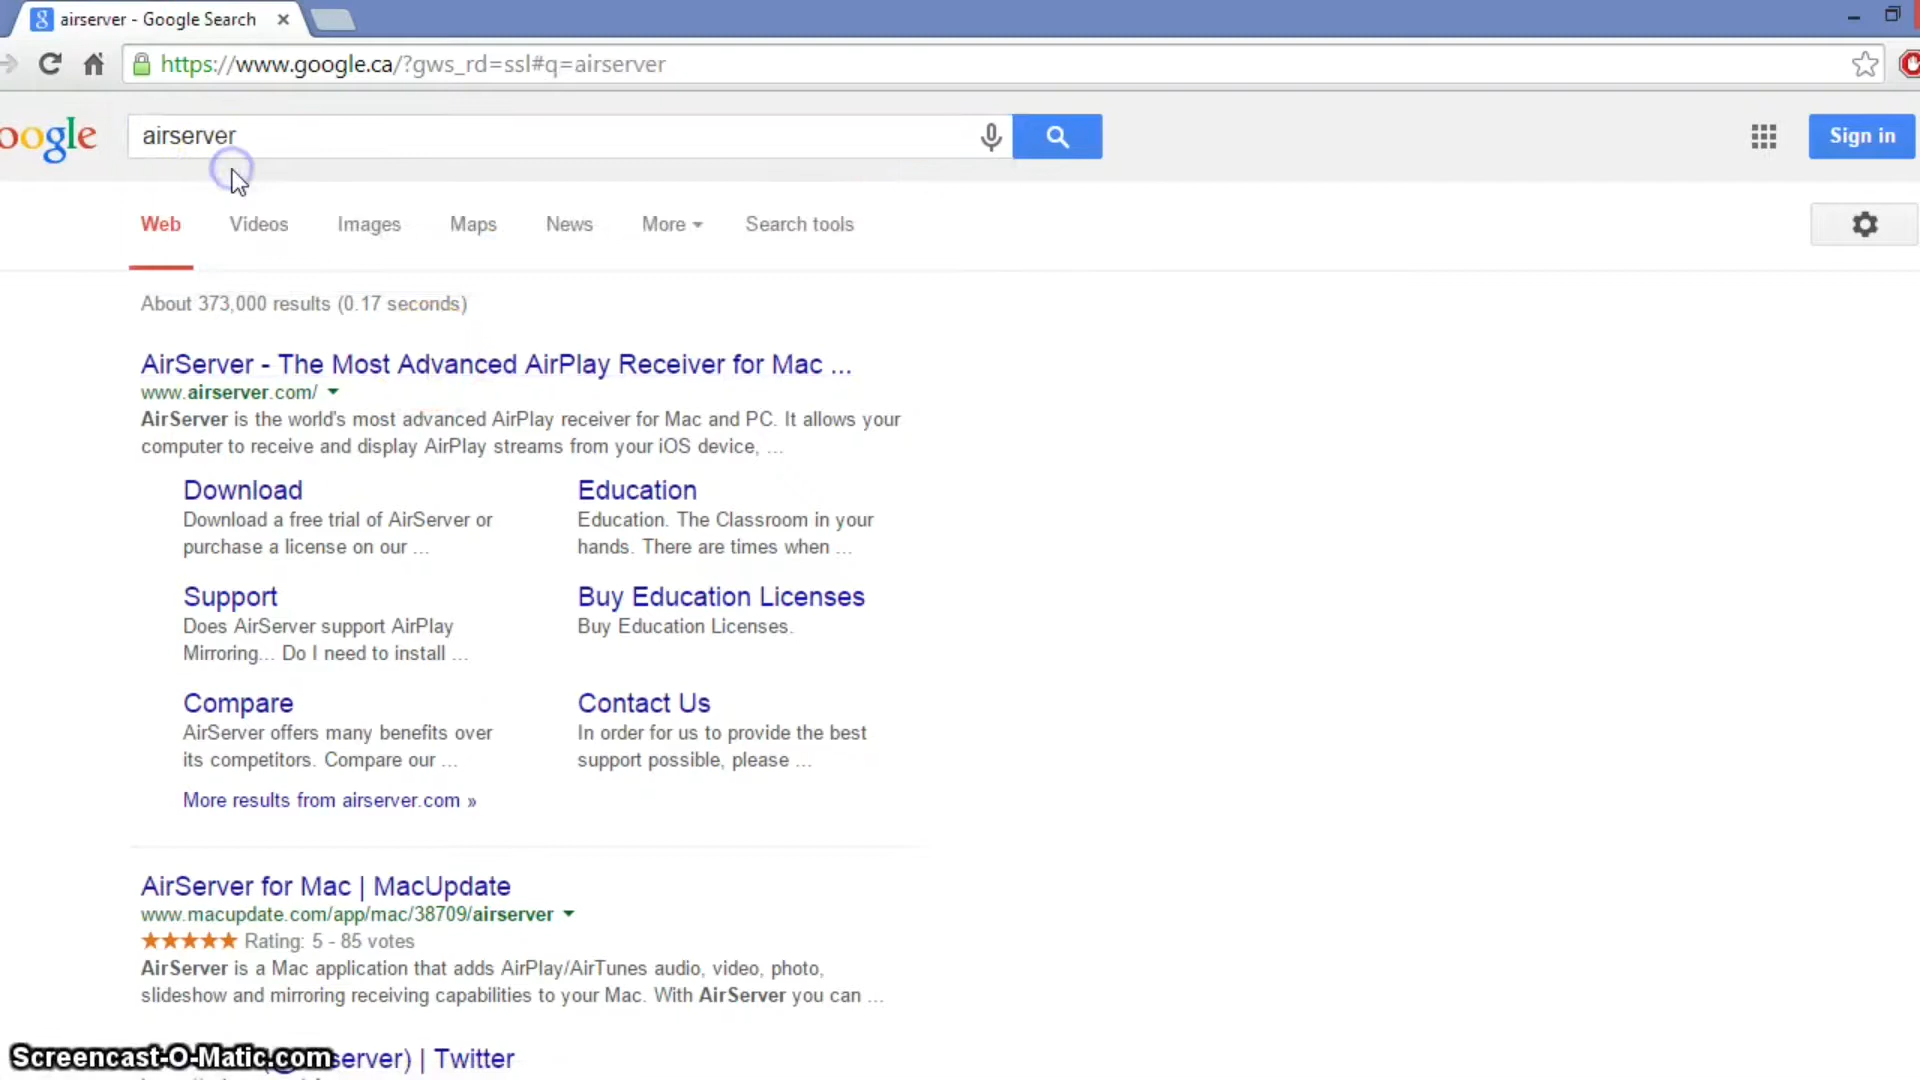 airserver - Google Search
https://www.google.ca/?gws_rd=ssl#q=airserver
oogle
airserver
Sign in
Web Videos Images Maps News More Search tools
About 373,000 results (0.17 seconds)
AirServer - The Most Advanced AirPlay Receiver for Mac ...
www.airserver.com/
AirServer is the world's most advanced AirPlay receiver for Mac and PC. It allows your
computer to receive and display AirPlay streams from your iOS device, ...
Download
Download a free trial of AirServer or
purchase a license on our ...
Education
Education. The Classroom in your
hands. There are times when ...
Support
Does AirServer support AirPlay
Mirroring... Do I need to install ...
Buy Education Licenses
Buy Education Licenses.
Compare
AirServer offers many benefits over
its competitors. Compare our ...
Contact Us
In order for us to provide the best
support possible, please ...
More results from airserver.com »
AirServer for Mac | MacUpdate
www.macupdate.com/app/mac/38709/airserver
Rating: 5 - 85 votes
AirServer is a Mac application that adds AirPlay/AirTunes audio, video, photo,
slideshow and mirroring receiving capabilities to your Mac. With AirServer you can ...
Screencast-O-Matic.com
server) | Twitter